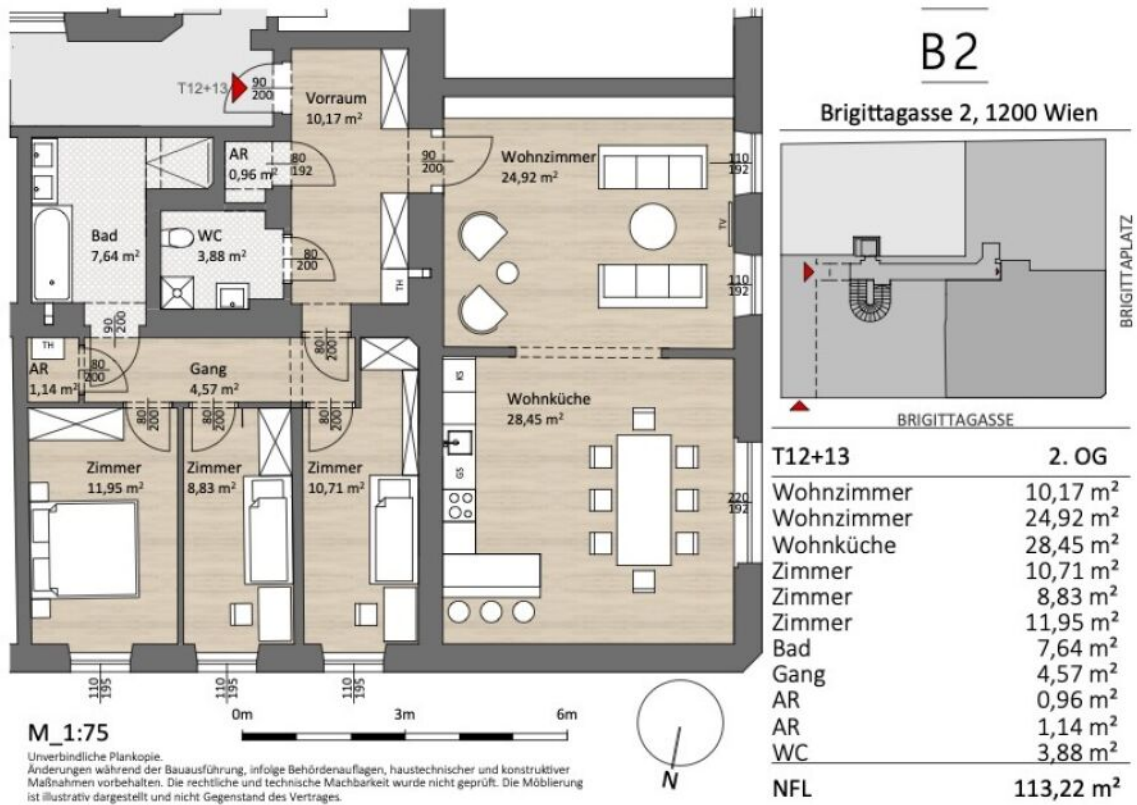 T12+13
90
200
Vorraum
10,17 m²
AR
0,96 m²
80
192
90
200
Wohnzimmer
24,92 m²
110
192
TV
Bad
7,64 m²
WC
3,88 m²
80
200
TH
110
192
90
200
80
200
TH
AR
1,14 m²
80
200
Gang
4,57 m²
80
200
80
200
80
200
KS
Wohnküche
28,45 m²
GS
Zimmer
11,95 m²
Zimmer
8,83 m²
Zimmer
10,71 m²
220
192
110
195
110
195
110
195
M_1:75
0m
3m
6m
N
Unverbindliche Plankopie.
Änderungen während der Bauausführung, infolge Behördenauflagen, haustechnischer und konstruktiver
Maßnahmen vorbehalten. Die rechtliche und technische Machbarkeit wurde nicht geprüft. Die Möblierung
ist illustrativ dargestellt und nicht Gegenstand des Vertrages.
B2
Brigittagasse 2, 1200 Wien
BRIGITTAPLATZ
BRIGITTAGASSE
T12+13 2. OG
Wohnzimmer 10,17 m²
Wohnzimmer 24,92 m²
Wohnküche 28,45 m²
Zimmer 10,71 m²
Zimmer 8,83 m²
Zimmer 11,95 m²
Bad 7,64 m²
Gang 4,57 m²
AR 0,96 m²
AR 1,14 m²
WC 3,88 m²
NFL 113,22 m²